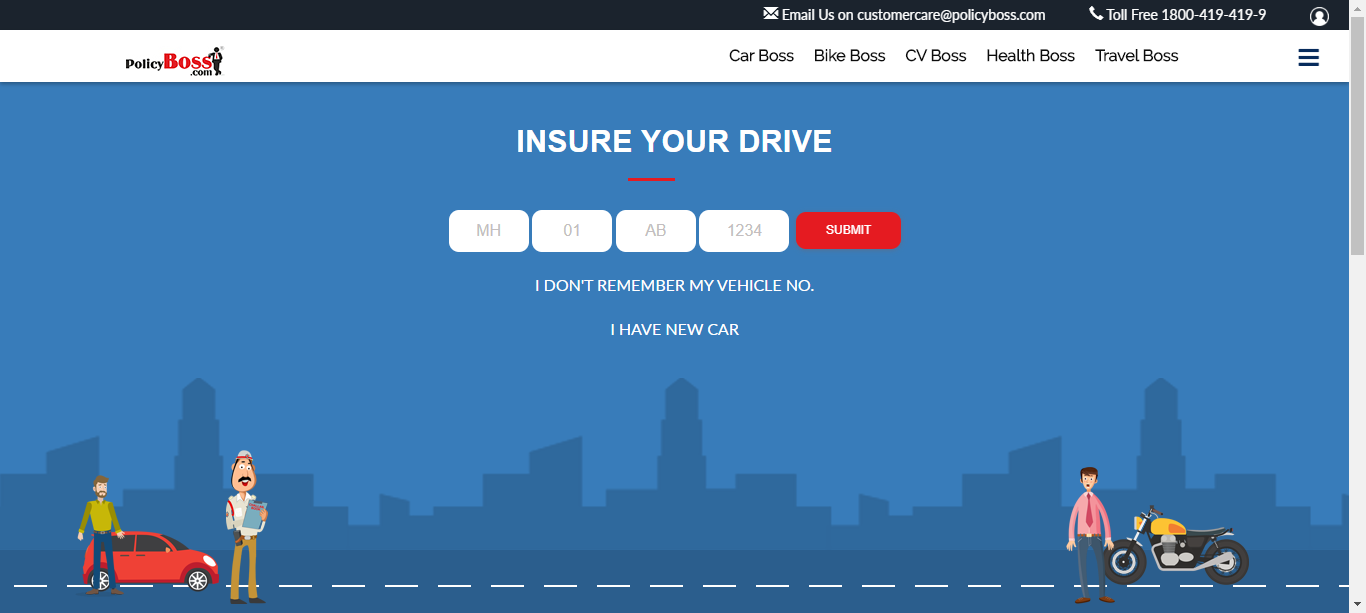 Email Us on customercare@policyboss.com Toll Free 1800-419-419-9
PolicyBoss.com Car Boss Bike Boss CV Boss Health Boss Travel Boss
INSURE YOUR DRIVE
MH 01 AB 1234 SUBMIT
I DON'T REMEMBER MY VEHICLE NO.
I HAVE NEW CAR